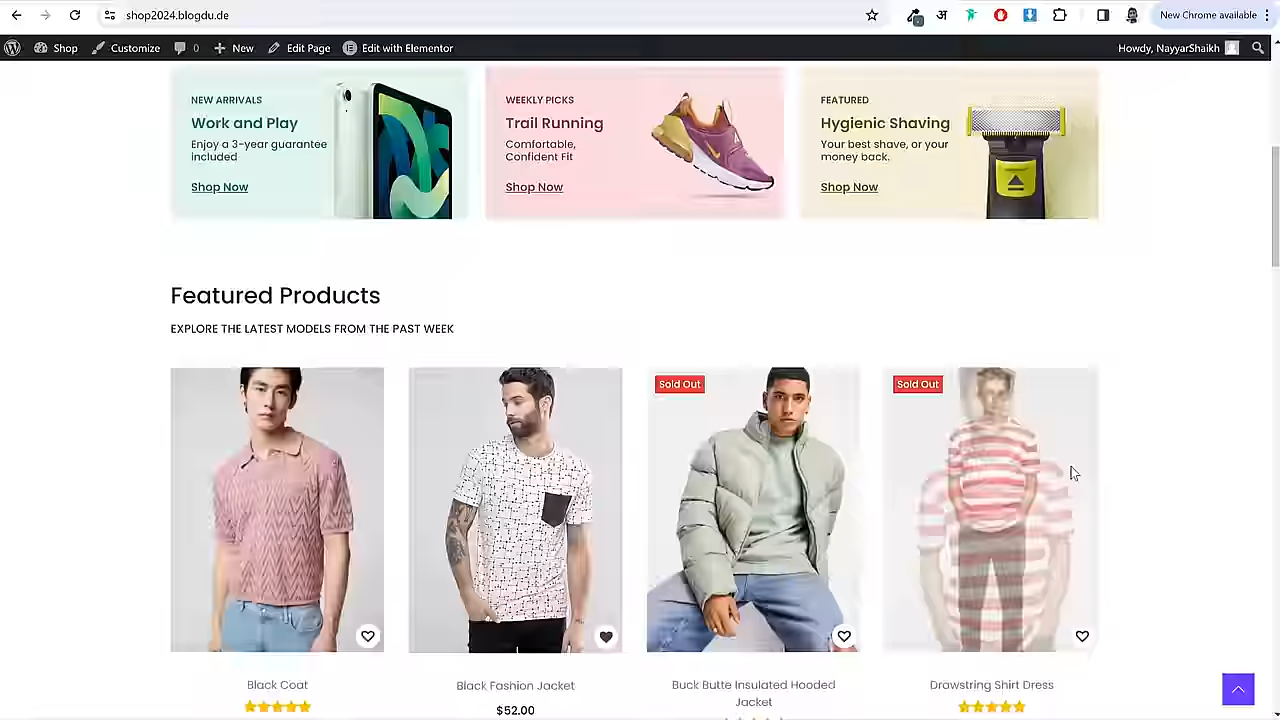 shop2024.blogdu.de
अ
New Chrome available
Shop
Customize
0
New
Edit Page
Edit with Elementor
Howdy, NayyarShaikh
NEW ARRIVALS
Work and Play
Enjoy a 3-year guarantee
included
Shop Now
WEEKLY PICKS
Trail Running
Comfortable,
Confident Fit
Shop Now
FEATURED
Hygienic Shaving
Your best shave, or your
money back.
Shop Now
Featured Products
EXPLORE THE LATEST MODELS FROM THE PAST WEEK
Sold Out
Sold Out
Black Coat
Black Fashion Jacket
$52.00
Buck Butte Insulated Hooded
Jacket
Drawstring Shirt Dress